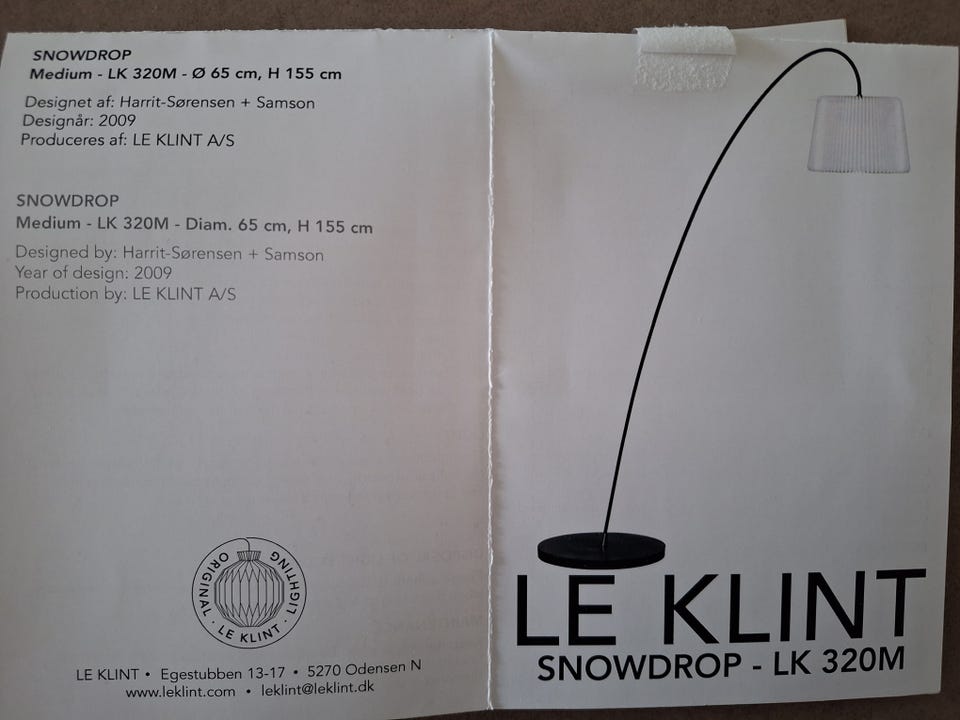 SNOWDROP
Medium - LK 320M - Ø 65 cm, H 155 cm
Designet af: Harrit-Sørensen + Samson
Designår: 2009
Produceres af: LE KLINT A/S
SNOWDROP
Medium - LK 320M - Diam. 65 cm, H 155 cm
Designed by: Harrit-Sørensen + Samson
Year of design: 2009
Production by: LE KLINT A/S
ORIGINAL · LE KLINT · LIGHTING
LE KLINT • Egestubben 13-17 • 5270 Odensen N
www.leklint.com • leklint@leklint.dk
LE KLINT
SNOWDROP - LK 320M